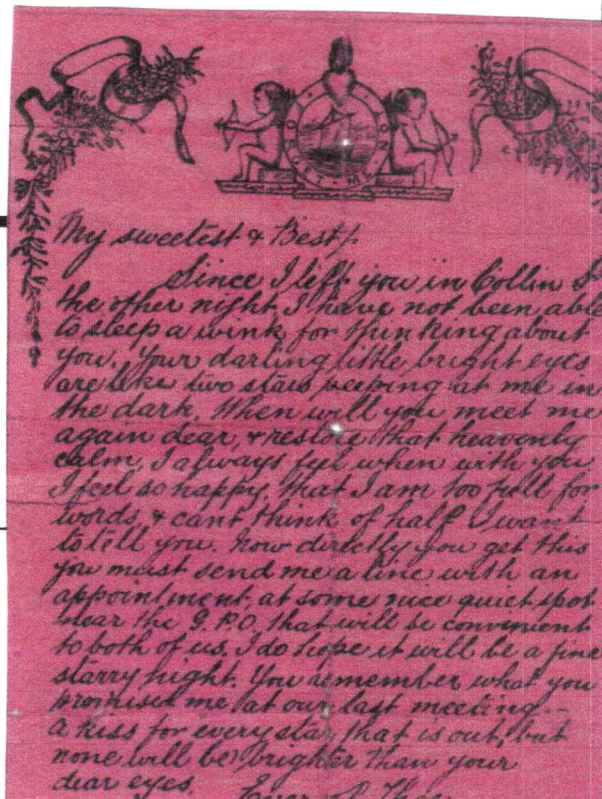 My sweetest & Best/.
Since I left you in Collin S
the other night I have not been able
to sleep a wink for thinking about
you. Your darling little bright eyes
are like two stars peeping at me in
the dark. When will you meet me
again dear, & restore that heavenly
calm, I always feel when with you.
I feel so happy, that I am too full for
words, & cant think of half I want
to tell you. Now directly you get this
you must send me a line with an
appointment, at some nice quiet spot
near the G.P.O. that will be convenient
to both of us. I do hope it will be a fine
starry night. You remember what you
promised me at our last meeting—
a kiss for every star that is out, but
none will be brighter than your
dear eyes.